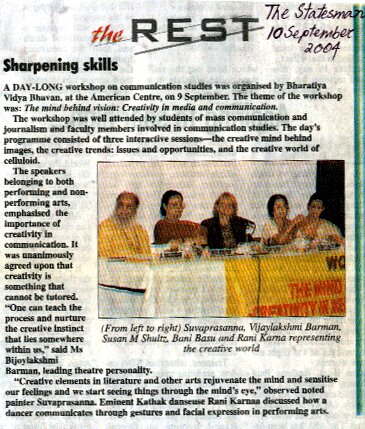 the REST
The Statesman
10 September
2004
Sharpening skills
A DAY-LONG workshop on communication studies was organised by Bharatiya
Vidya Bhavan, at the American Centre, on 9 September. The theme of the workshop
was: The mind behind vision: Creativity in media and communication.
The workshop was well attended by students of mass communication and
journalism and faculty members involved in communication studies. The day's
programme consisted of three interactive sessions—the creative mind behind
images, the creative trends: issues and opportunities, and the creative world of
celluloid.
The speakers
belonging to both
performing and non-
performing arts,
emphasised the
importance of
creativity in
communication. It
was unanimously
agreed upon that
creativity is
something that
cannot be tutored.
"One can teach the
process and nurture
the creative instinct
that lies somewhere
within us," said Ms
Bijoylakshmi
Barman, leading theatre personality.
WO
THE MIND
CREATIVITY IN
(From left to right) Suvaprasanna, Vijaylakshmi Barman,
Susan M Shultz, Bani Basu and Rani Karna representing
the creative world
"Creative elements in literature and other arts rejuvenate the mind and sensitise
our feelings and we start seeing things through the mind's eye," observed noted
painter Suvaprasanna. Eminent Kathak danseuse Rani Karnaa discussed how a
dancer communicates through gestures and facial expression in performing arts.